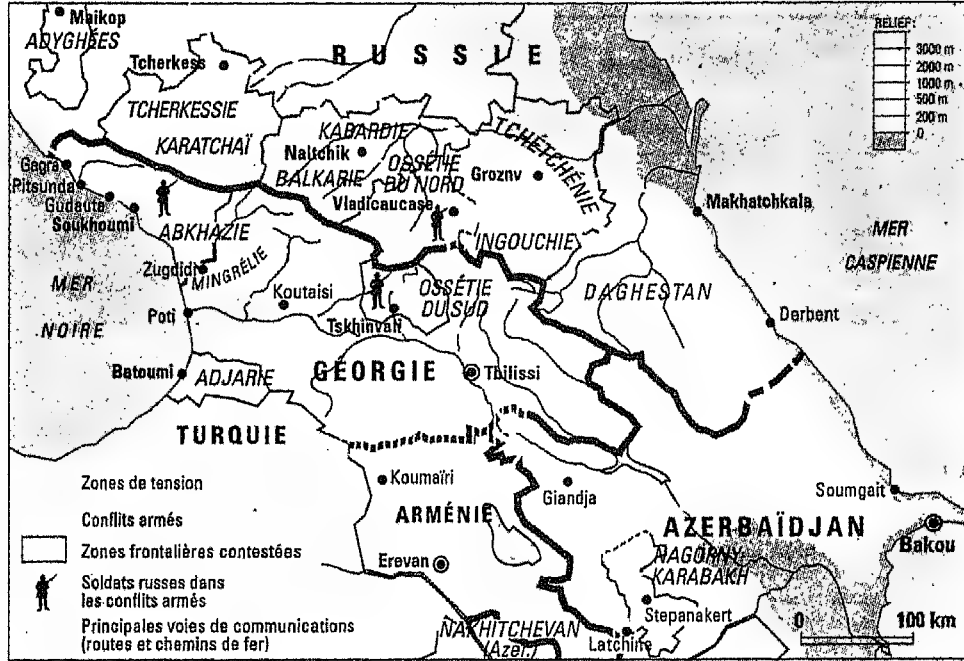 Maikop
ADYGHÉES
RUSSIE
RELIEF:
3000 m
2000 m
1000 m
500 m
200 m
0
Tcherkess
TCHERKESSIE
KARATCHAÏ
KABARDIE
BALKARIE
Naltchik
OSSÉTIE
DU NORD
Vladicaucase
TCHÉTCHÉNIE
Groznv
INGOUCHIE
Makhatchkala
MER
CASPIENNE
Gagra
Pitsunda
Gudauta
Soukhoumi
ABKHAZIE
Zugdidi
MINGRÉLIE
MER
NOIRE
Poti
Koutaisi
Tskhinvali
OSSÉTIE
DU SUD
DAGHESTAN
Derbent
Batoumi
ADJARIE
GÉORGIE
Tbilissi
TURQUIE
Koumaïri
ARMÉNIE
Erevan
Giandja
AZERBAÏDJAN
Soumgait
Bakou
NAGORNY-
KARABAKH
Stepanakert
Latchine
NAKHITCHEVAN
(Azer.)
0 100 km
Zones de tension
Conflits armés
Zones frontalières contestées
Soldats russes dans
les conflits armés
Principales voies de communications
(routes et chemins de fer)